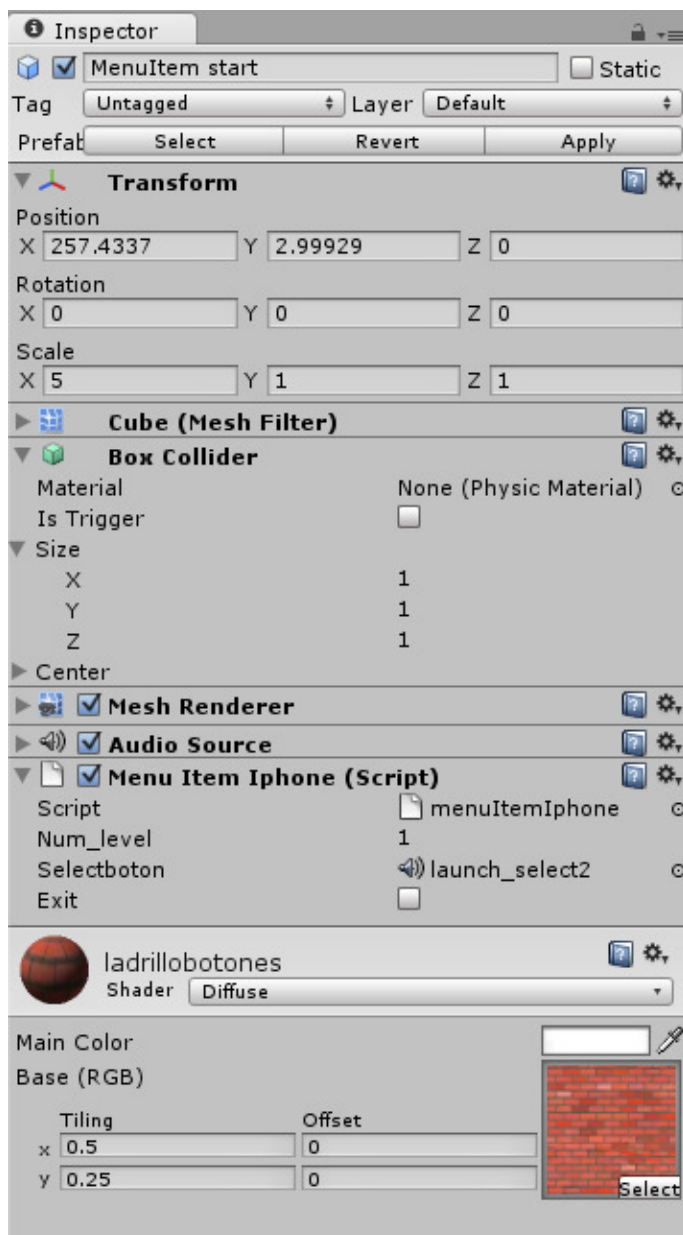 Inspector
MenuItem start Static
Tag Untagged Layer Default
Prefab Select Revert Apply
Transform
Position
X 257.4337 Y 2.99929 Z 0
Rotation
X 0 Y 0 Z 0
Scale
X 5 Y 1 Z 1
Cube (Mesh Filter)
Box Collider
Material None (Physic Material)
Is Trigger
Size
X 1
Y 1
Z 1
Center
Mesh Renderer
Audio Source
Menu Item Iphone (Script)
Script menuItemIphone
Num_level 1
Selectboton launch_select2
Exit
ladrillobotones
Shader Diffuse
Main Color
Base (RGB)
Tiling Offset
x 0.5 0
y 0.25 0
Select